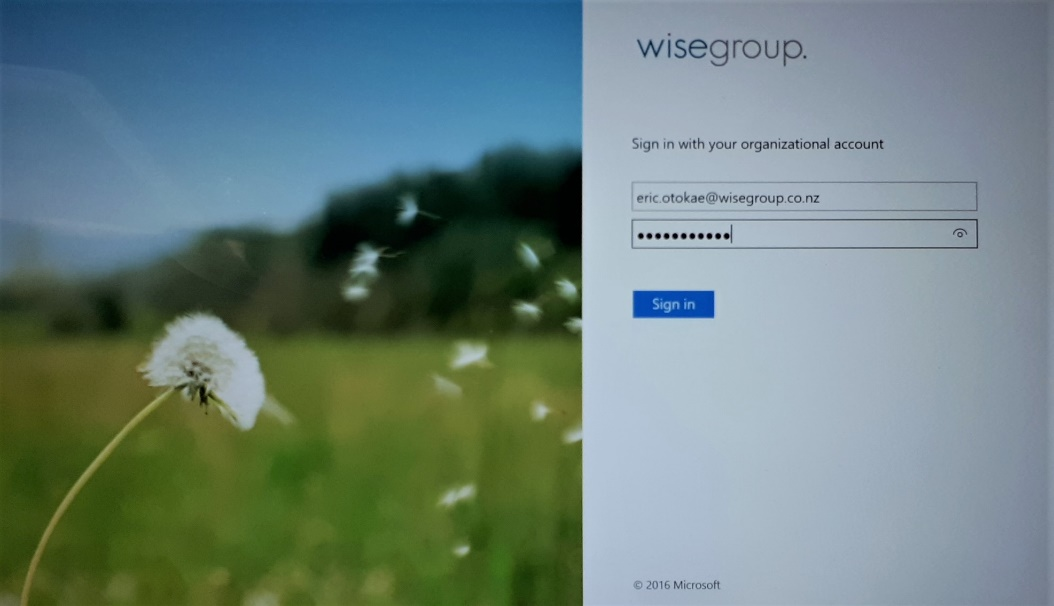 wisegroup.
Sign in with your organizational account
eric.otokae@wisegroup.co.nz
●●●●●●●●●●●
Sign in
© 2016 Microsoft